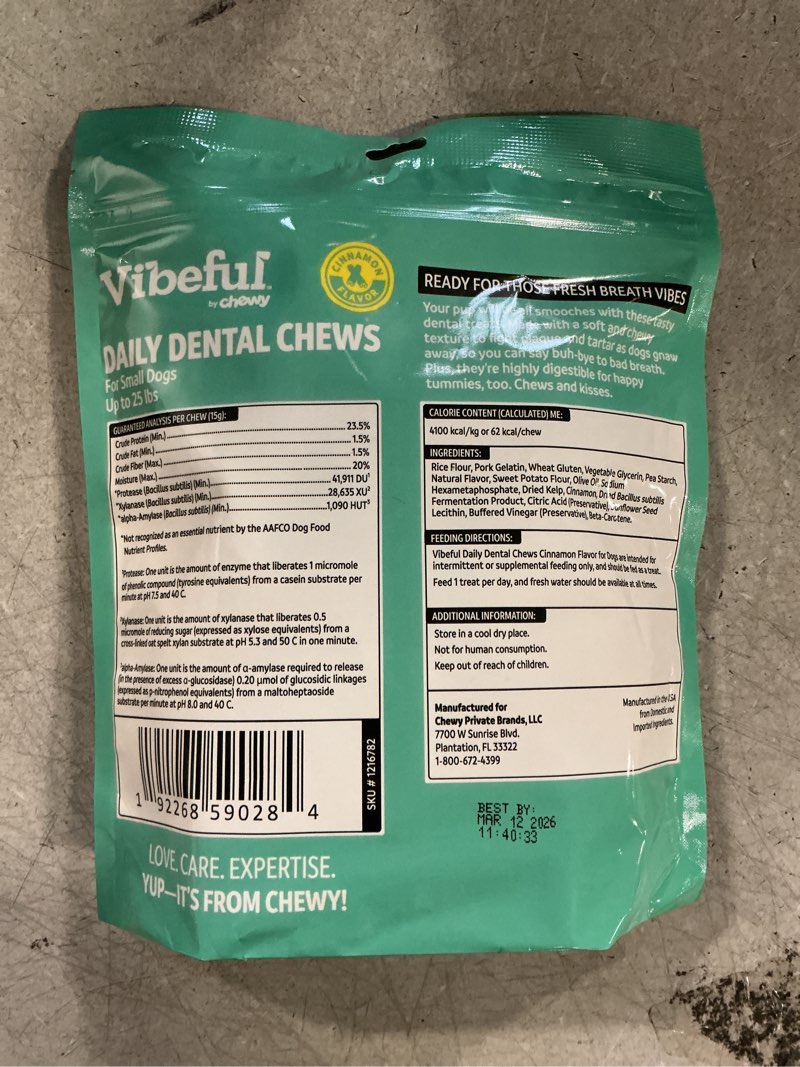 Vibeful™
by chewy
CINNAMON
FLAVOR
DAILY DENTAL CHEWS
For Small Dogs
Up to 25 lbs
GUARANTEED ANALYSIS PER CHEW (15g):
Crude Protein (Min.) 23.5%
Crude Fat (Min.) 1.5%
Crude Fiber (Max.) 1.5%
Moisture (Max.) 20%
*Protease (Bacillus subtilis) (Min.) 41,911 DU¹
*Xylanase (Bacillus subtilis) (Min.) 28,635 XU²
*alpha-Amylase (Bacillus subtilis) (Min.) 1,090 HUT³
*Not recognized as an essential nutrient by the AAFCO Dog Food
Nutrient Profiles.
¹Protease: One unit is the amount of enzyme that liberates 1 micromole
of phenolic compound (tyrosine equivalents) from a casein substrate per
minute at pH 7.5 and 40 C.
²Xylanase: One unit is the amount of xylanase that liberates 0.5
micromole of reducing sugar (expressed as xylose equivalents) from a
cross-linked oat spelt xylan substrate at pH 5.3 and 50 C in one minute.
³alpha-Amylase: One unit is the amount of α-amylase required to release
(in the presence of excess α-glucosidase) 0.20 µmol of glucosidic linkages
(expressed as p-nitrophenol equivalents) from a maltoheptaoside
substrate per minute at pH 8.0 and 40 C.
1 92268 59028 4
SKU # 1216782
LOVE. CARE. EXPERTISE.
YUP—IT'S FROM CHEWY!
READY FOR THOSE FRESH BREATH VIBES
Your pup smooches with these tasty
dental treats. Made with a soft and chewy
texture to fight plaque and tartar as dogs gnaw
away, so you can say buh-bye to bad breath.
Plus, they're highly digestible for happy
tummies, too. Chews and kisses.
CALORIE CONTENT (CALCULATED) ME:
4100 kcal/kg or 62 kcal/chew
INGREDIENTS:
Rice Flour, Pork Gelatin, Wheat Gluten, Vegetable Glycerin, Pea Starch,
Natural Flavor, Sweet Potato Flour, Olive Oil, Sodium
Hexametaphosphate, Dried Kelp, Cinnamon, Dried Bacillus subtilis
Fermentation Product, Citric Acid (Preservative), Sunflower Seed
Lecithin, Buffered Vinegar (Preservative), Beta-Carotene.
FEEDING DIRECTIONS:
Vibeful Daily Dental Chews Cinnamon Flavor for Dogs are intended for
intermittent or supplemental feeding only, and should be fed as a treat.
Feed 1 treat per day, and fresh water should be available at all times.
ADDITIONAL INFORMATION:
Store in a cool dry place.
Not for human consumption.
Keep out of reach of children.
Manufactured for
Chewy Private Brands, LLC
7700 W Sunrise Blvd.
Plantation, FL 33322
1-800-672-4399
Manufactured in the USA
from Domestic and
Imported Ingredients.
BEST BY:
MAR 12 2026
11:40:33